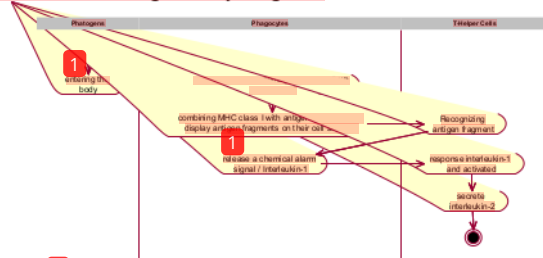 Phatogens
Phagocytes
T-Helper Cells
1
entering the
body
combining MHC class I with
display antigen fragments on their cell
Recognizing
antigen fragment
1
release a chemical alarm
signal / Interleukin-1
response interleukin-1
and activated
secrete
interleukin-2